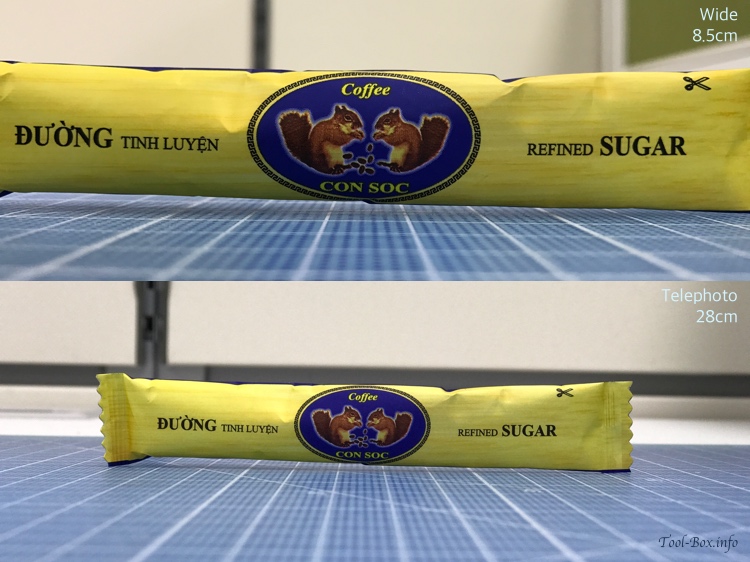 Wide
8.5cm
Coffee
ĐƯỜNG TINH LUYỆN
REFINED SUGAR
CON SOC
Telephoto
28cm
Coffee
ĐƯỜNG TINH LUYỆN
REFINED SUGAR
CON SOC
Tool-Box.info